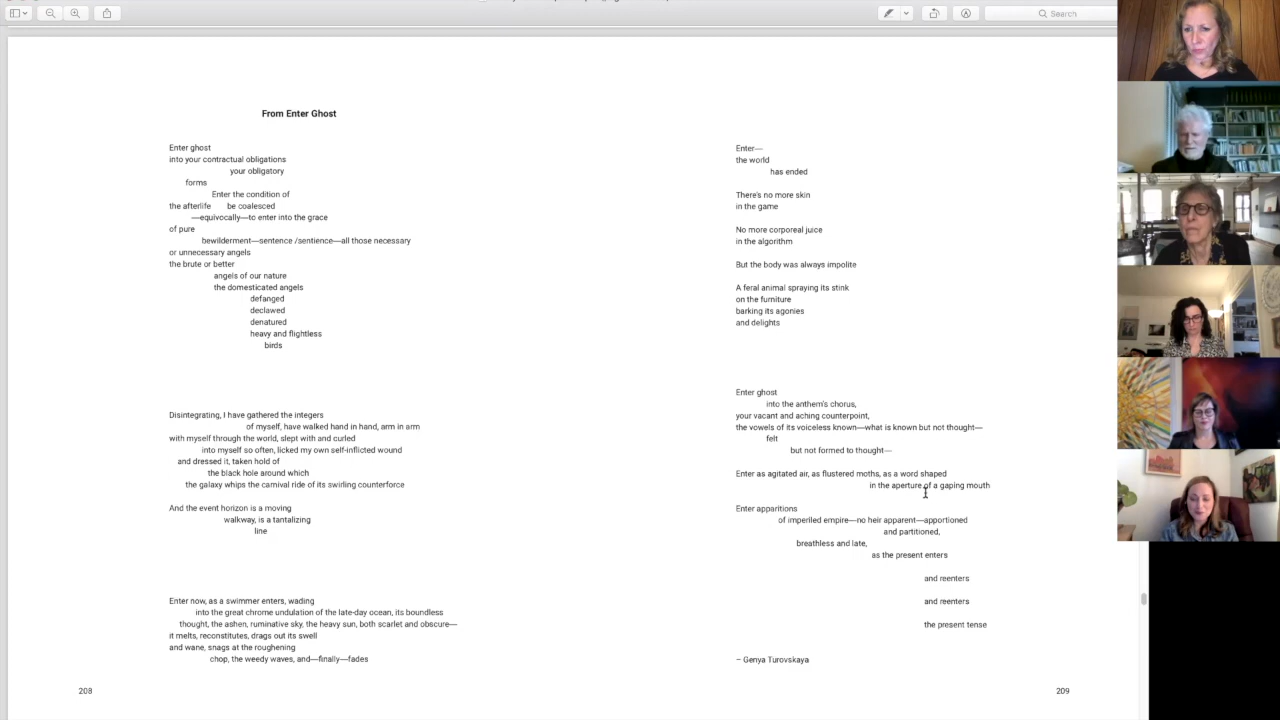 Search
From Enter Ghost
Enter ghost
into your contractual obligations
your obligatory
forms
Enter the condition of
the afterlife be coalesced
—equivocally—to enter into the grace
of pure
bewilderment—sentence /sentience—all those necessary
or unnecessary angels
the brute or better
angels of our nature
the domesticated angels
defanged
declawed
denatured
heavy and flightless
birds
Disintegrating, I have gathered the integers
of myself, have walked hand in hand, arm in arm
with myself through the world, slept with and curled
into myself so often, licked my own self-inflicted wound
and dressed it, taken hold of
the black hole around which
the galaxy whips the carnival ride of its swirling counterforce
And the event horizon is a moving
walkway, is a tantalizing
line
Enter now, as a swimmer enters, wading
into the great chrome undulation of the late-day ocean, its boundless
thought, the ashen, ruminative sky, the heavy sun, both scarlet and obscure—
it melts, reconstitutes, drags out its swell
and wane, snags at the roughening
chop, the weedy waves, and—finally—fades
208
Enter—
the world
has ended
There's no more skin
in the game
No more corporeal juice
in the algorithm
But the body was always impolite
A feral animal spraying its stink
on the furniture
barking its agonies
and delights
Enter ghost
into the anthem's chorus,
your vacant and aching counterpoint,
the vowels of its voiceless known—what is known but not thought—
felt
but not formed to thought—
Enter as agitated air, as flustered moths, as a word shaped
in the aperture of a gaping mouth
Enter apparitions
of imperiled empire—no heir apparent—apportioned
and partitioned,
breathless and late,
as the present enters
and reenters
and reenters
the present tense
– Genya Turovskaya
209